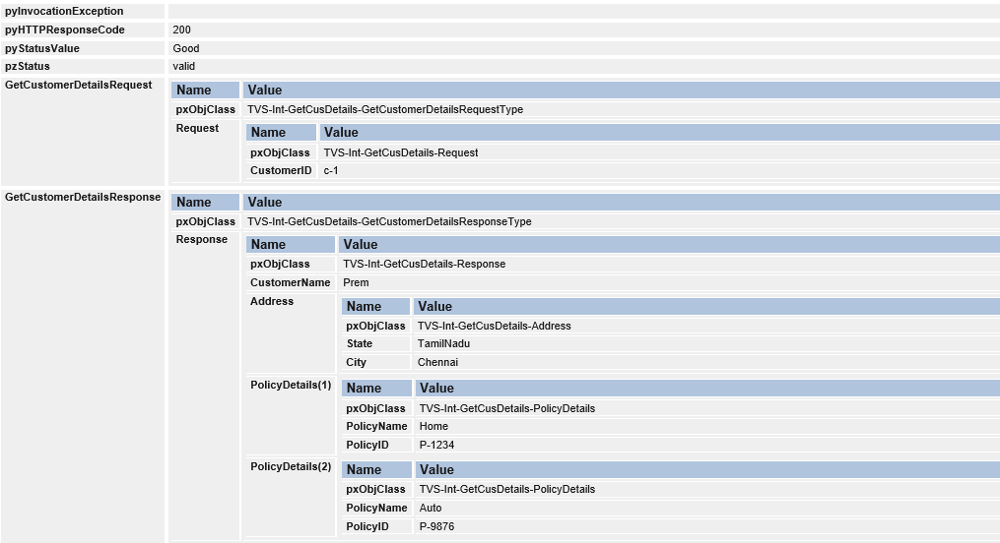 pyInvocationException
pyHTTPResponseCode 200
pyStatusValue Good
pzStatus valid
GetCustomerDetailsRequest
Name Value
pxObjClass TVS-Int-GetCusDetails-GetCustomerDetailsRequestType
Request
Name Value
pxObjClass TVS-Int-GetCusDetails-Request
CustomerID c-1
GetCustomerDetailsResponse
Name Value
pxObjClass TVS-Int-GetCusDetails-GetCustomerDetailsResponseType
Response
Name Value
pxObjClass TVS-Int-GetCusDetails-Response
CustomerName Prem
Address
Name Value
pxObjClass TVS-Int-GetCusDetails-Address
State TamilNadu
City Chennai
PolicyDetails(1)
Name Value
pxObjClass TVS-Int-GetCusDetails-PolicyDetails
PolicyName Home
PolicyID P-1234
PolicyDetails(2)
Name Value
pxObjClass TVS-Int-GetCusDetails-PolicyDetails
PolicyName Auto
PolicyID P-9876